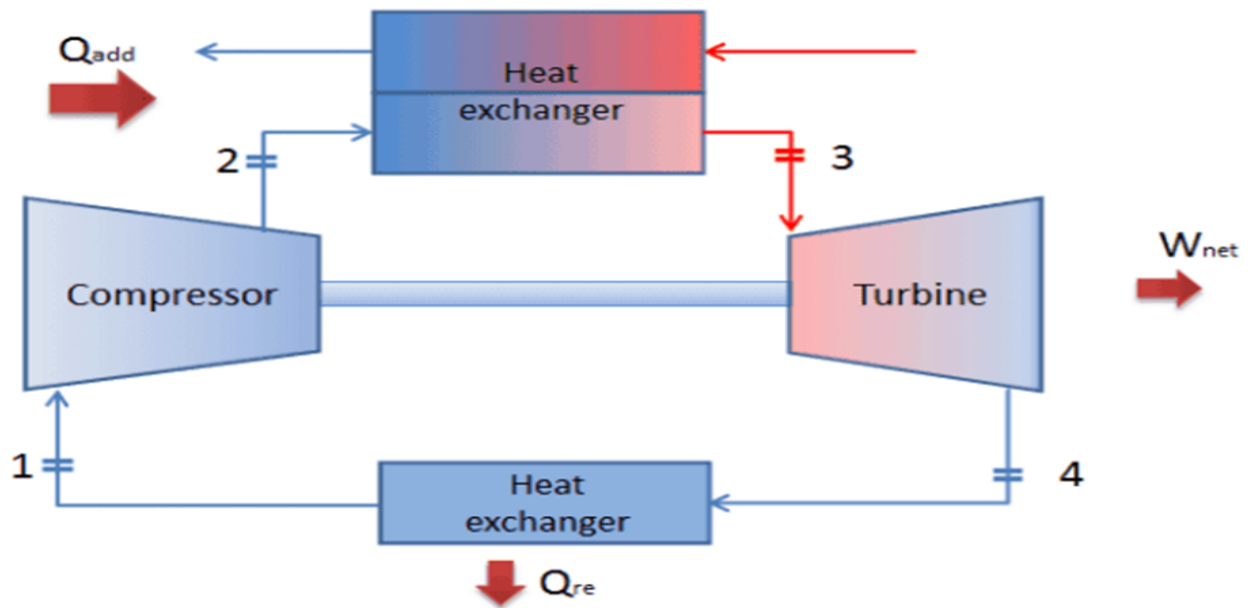 Qadd
Heat
exchanger
2
3
Wnet
Compressor
Turbine
1
Heat
exchanger
4
Qre